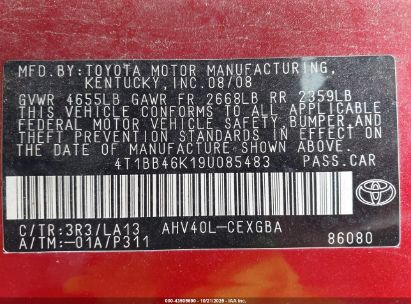 MFD.BY:TOYOTA MOTOR MANUFACTURING,
KENTUCKY, INC.08/08
GVWR 4655LB GAWR FR 2668LB RR 2359LB
THIS VEHICLE CONFORMS TO ALL APPLICABLE
FEDERAL MOTOR VEHICLE SAFETY, BUMPER, AND
THEFT PREVENTION STANDARDS IN EFFECT ON
THE DATE OF MANUFACTURE SHOWN ABOVE.
4T1BB46K19U085483 PASS.CAR
C/TR:3R3/LA13 AHV40L-CEXGBA
A/TM:-01A/P311 86080
TOYOTA